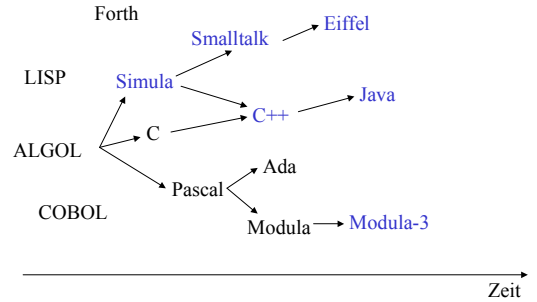 Forth
Smalltalk
Eiffel
LISP
Simula
C++
Java
C
ALGOL
Pascal
Ada
COBOL
Modula
Modula-3
Zeit